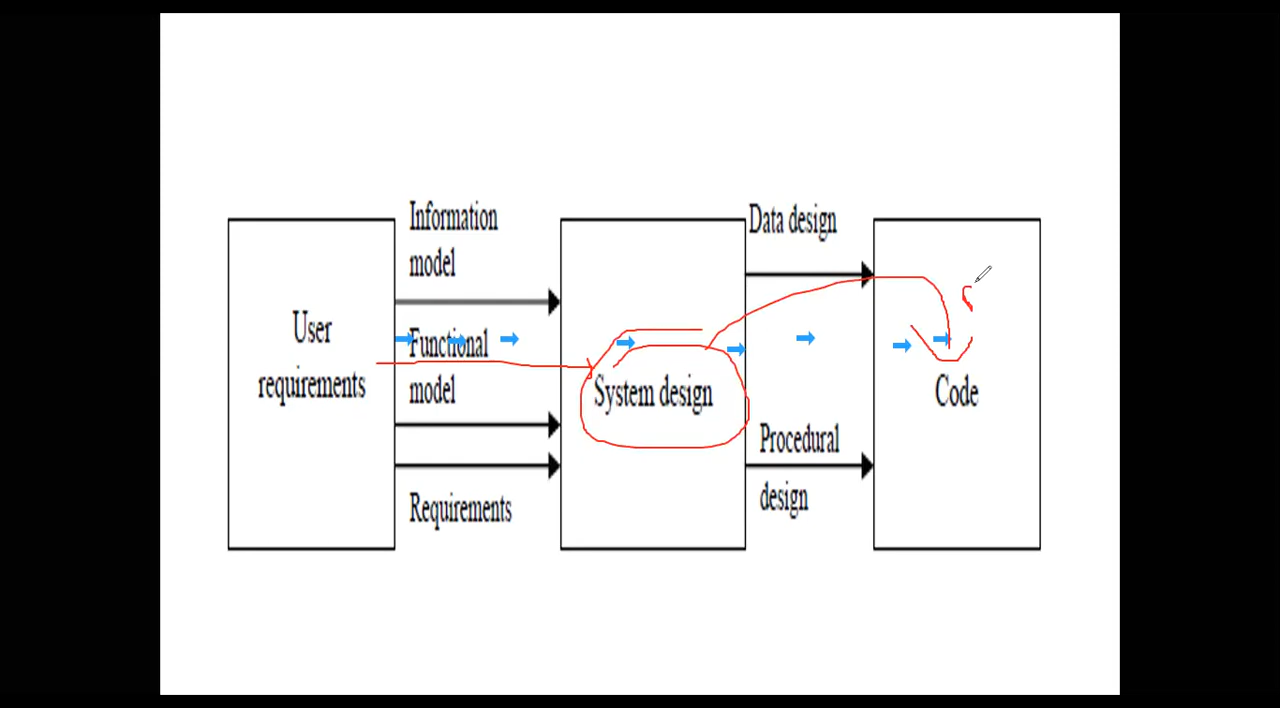 User
requirements
Information
model
Functional
model
Requirements
System design
Data design
Procedural
design
Code